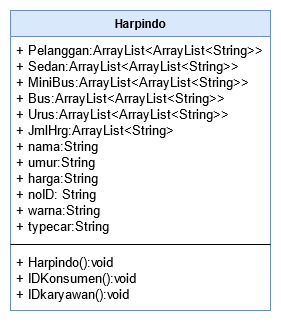 Harpindo
+ Pelanggan:ArrayList<ArrayList<String>>
+ Sedan:ArrayList<ArrayList<String>>
+ MiniBus:ArrayList<ArrayList<String>>
+ Bus:ArrayList<ArrayList<String>>
+ Urus:ArrayList<ArrayList<String>>
+ JmlHrg:ArrayList<String>
+ nama:String
+ umur:String
+ harga:String
+ noID: String
+ warna:String
+ typecar:String
+ Harpindo():void
+ IDKonsumen():void
+ IDkaryawan():void